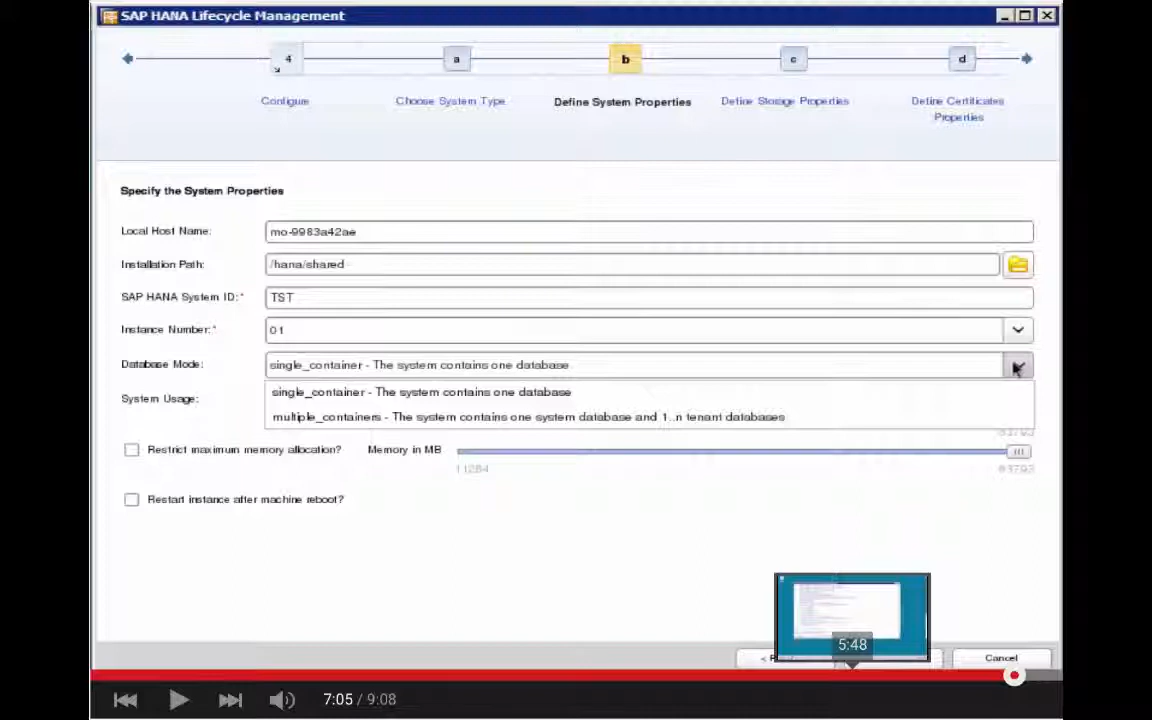 SAP HANA Lifecycle Management
4 a b c d
Configure Choose System Type Define System Properties Define Storage Properties Define Certificates
Properties
Specify the System Properties
Local Host Name: mo-9983a42ae
Installation Path: /hana/shared
SAP HANA System ID:* TST
Instance Number:* 01
Database Mode: single_container - The system contains one database
single_container - The system contains one database
System Usage:
multiple_containers - The system contains one system database and 1..n tenant databases
Restrict maximum memory allocation? Memory in MB
11264 63793
Restart instance after machine reboot?
5:48
Cancel
7:05 / 9:08